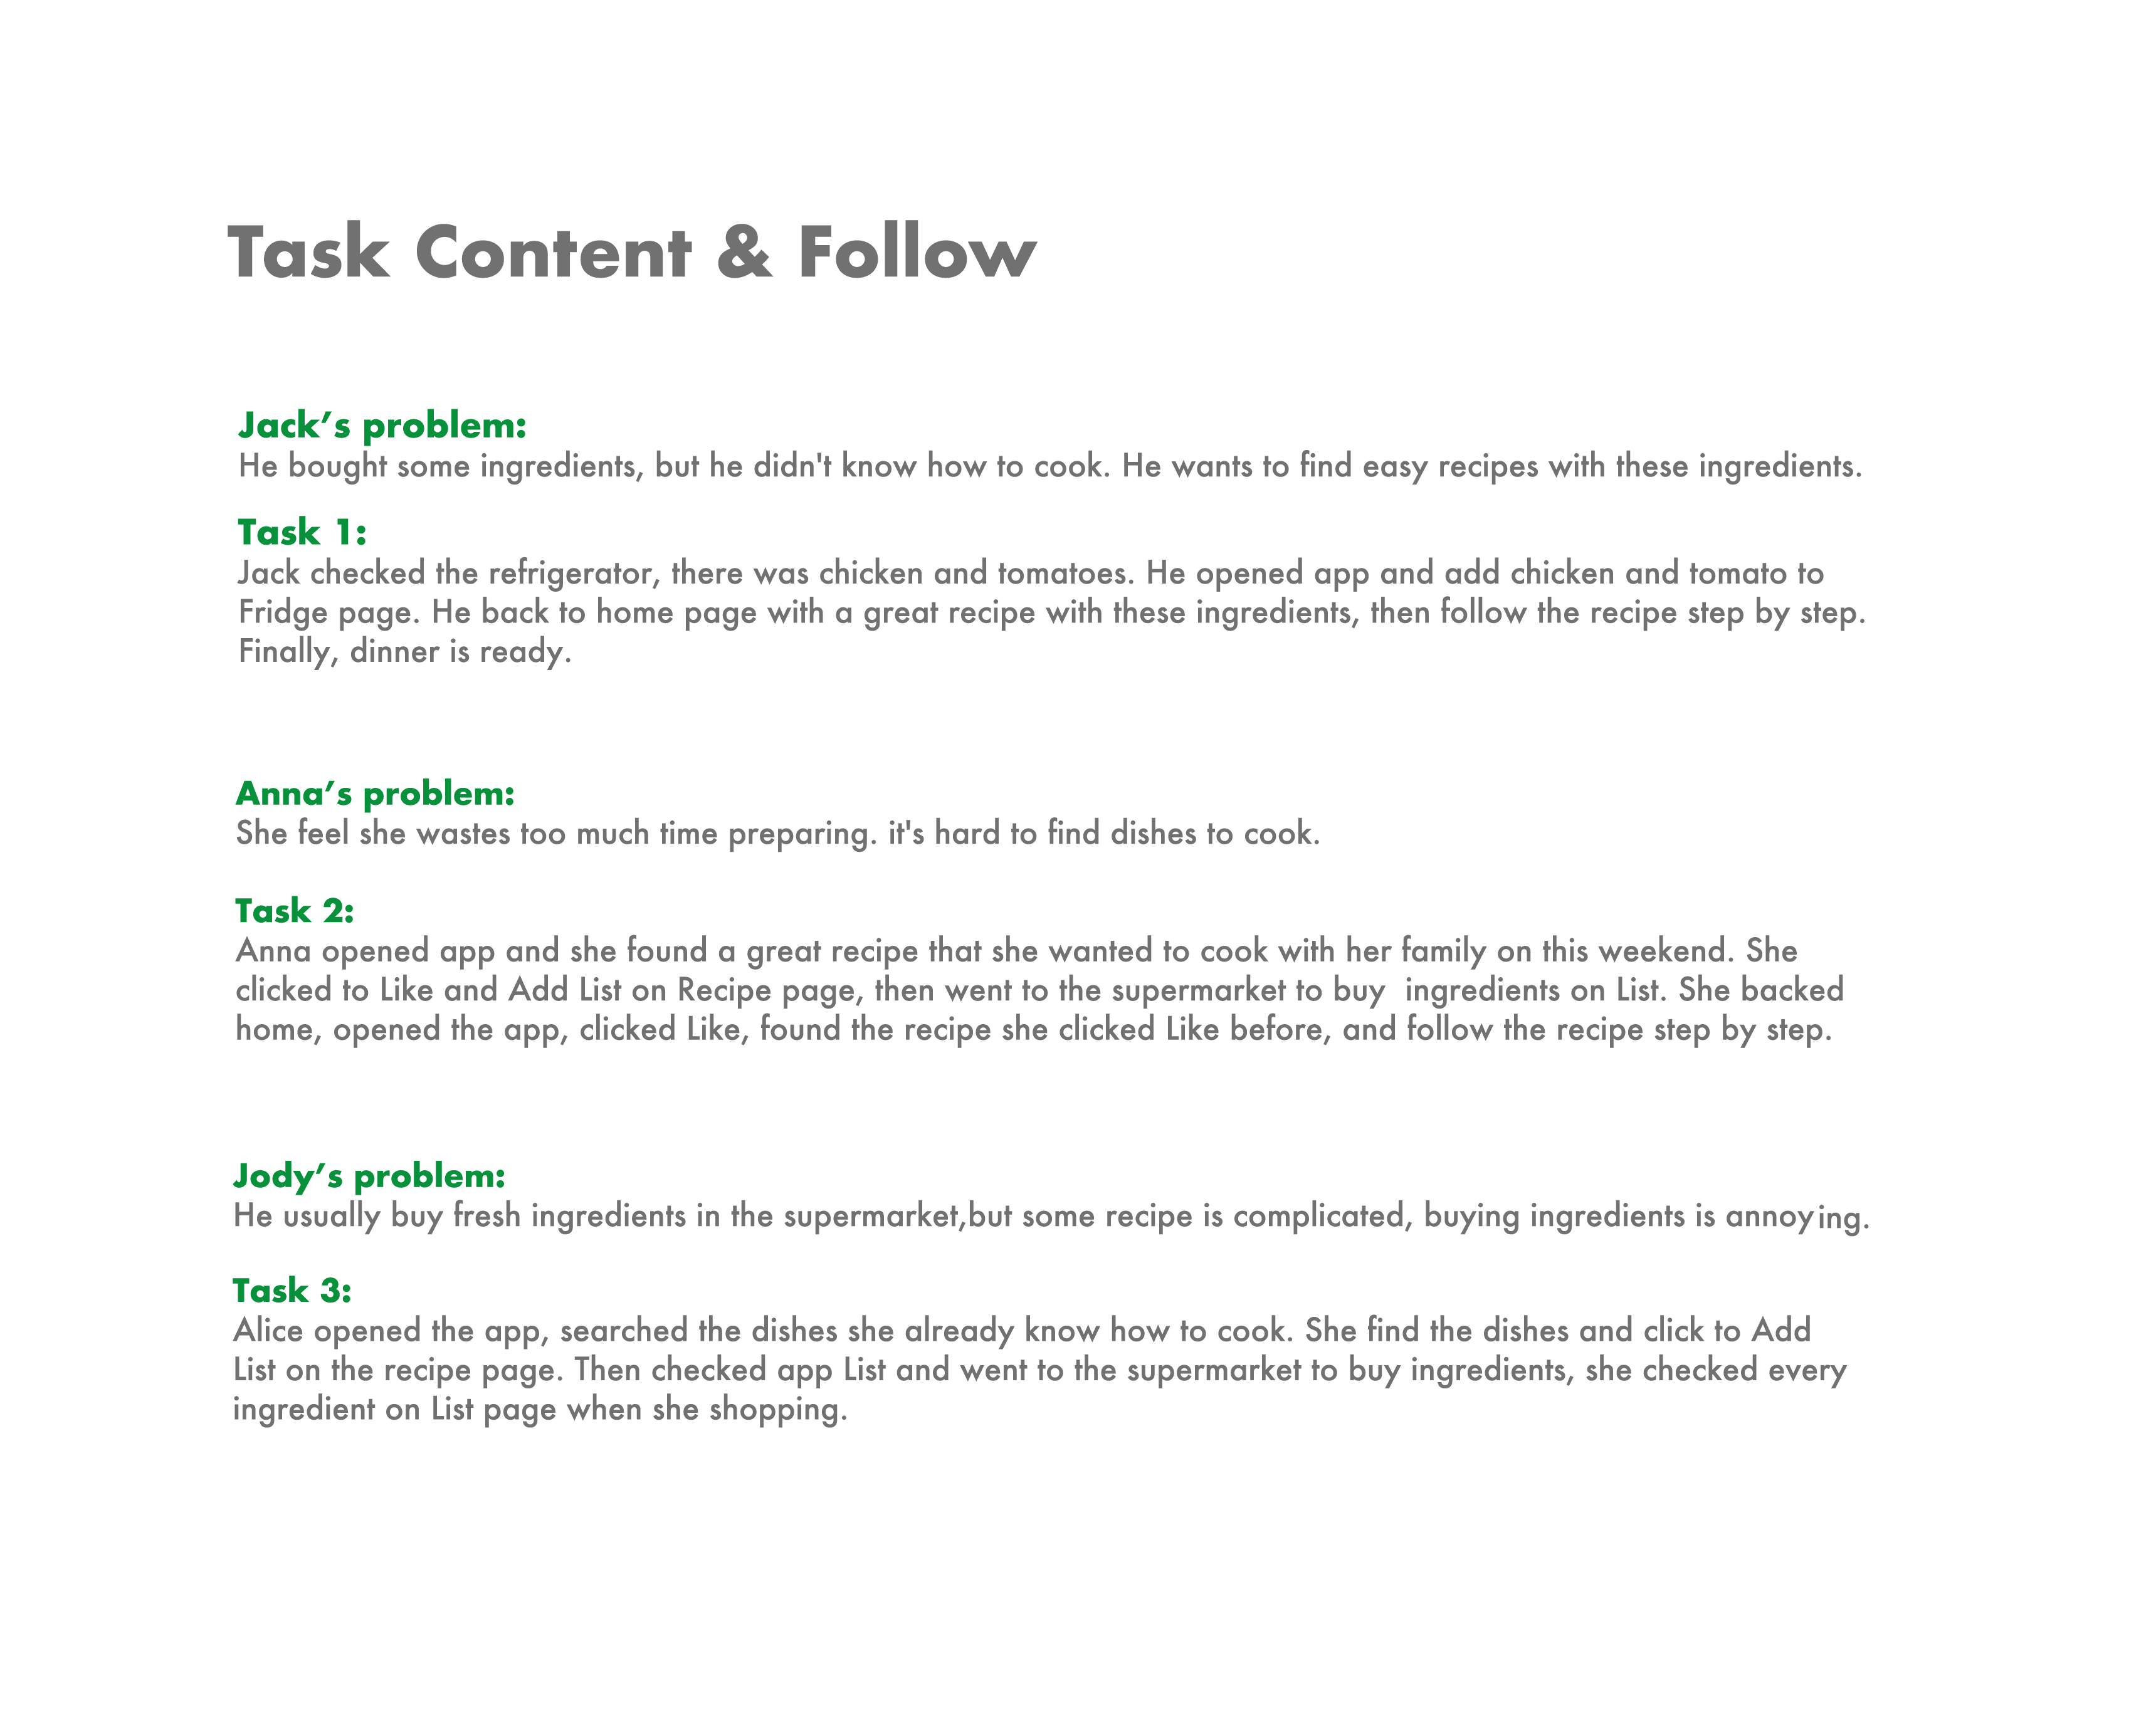 Task Content & Follow
Jack’s problem:
He bought some ingredients, but he didn't know how to cook. He wants to find easy recipes with these ingredients.
Task 1:
Jack checked the refrigerator, there was chicken and tomatoes. He opened app and add chicken and tomato to
Fridge page. He back to home page with a great recipe with these ingredients, then follow the recipe step by step.
Finally, dinner is ready.
Anna’s problem:
She feel she wastes too much time preparing. it's hard to find dishes to cook.
Task 2:
Anna opened app and she found a great recipe that she wanted to cook with her family on this weekend. She
clicked to Like and Add List on Recipe page, then went to the supermarket to buy  ingredients on List. She backed
home, opened the app, clicked Like, found the recipe she clicked Like before, and follow the recipe step by step.
Jody’s problem:
He usually buy fresh ingredients in the supermarket,but some recipe is complicated, buying ingredients is annoying.
Task 3:
Alice opened the app, searched the dishes she already know how to cook. She find the dishes and click to Add
List on the recipe page. Then checked app List and went to the supermarket to buy ingredients, she checked every
ingredient on List page when she shopping.